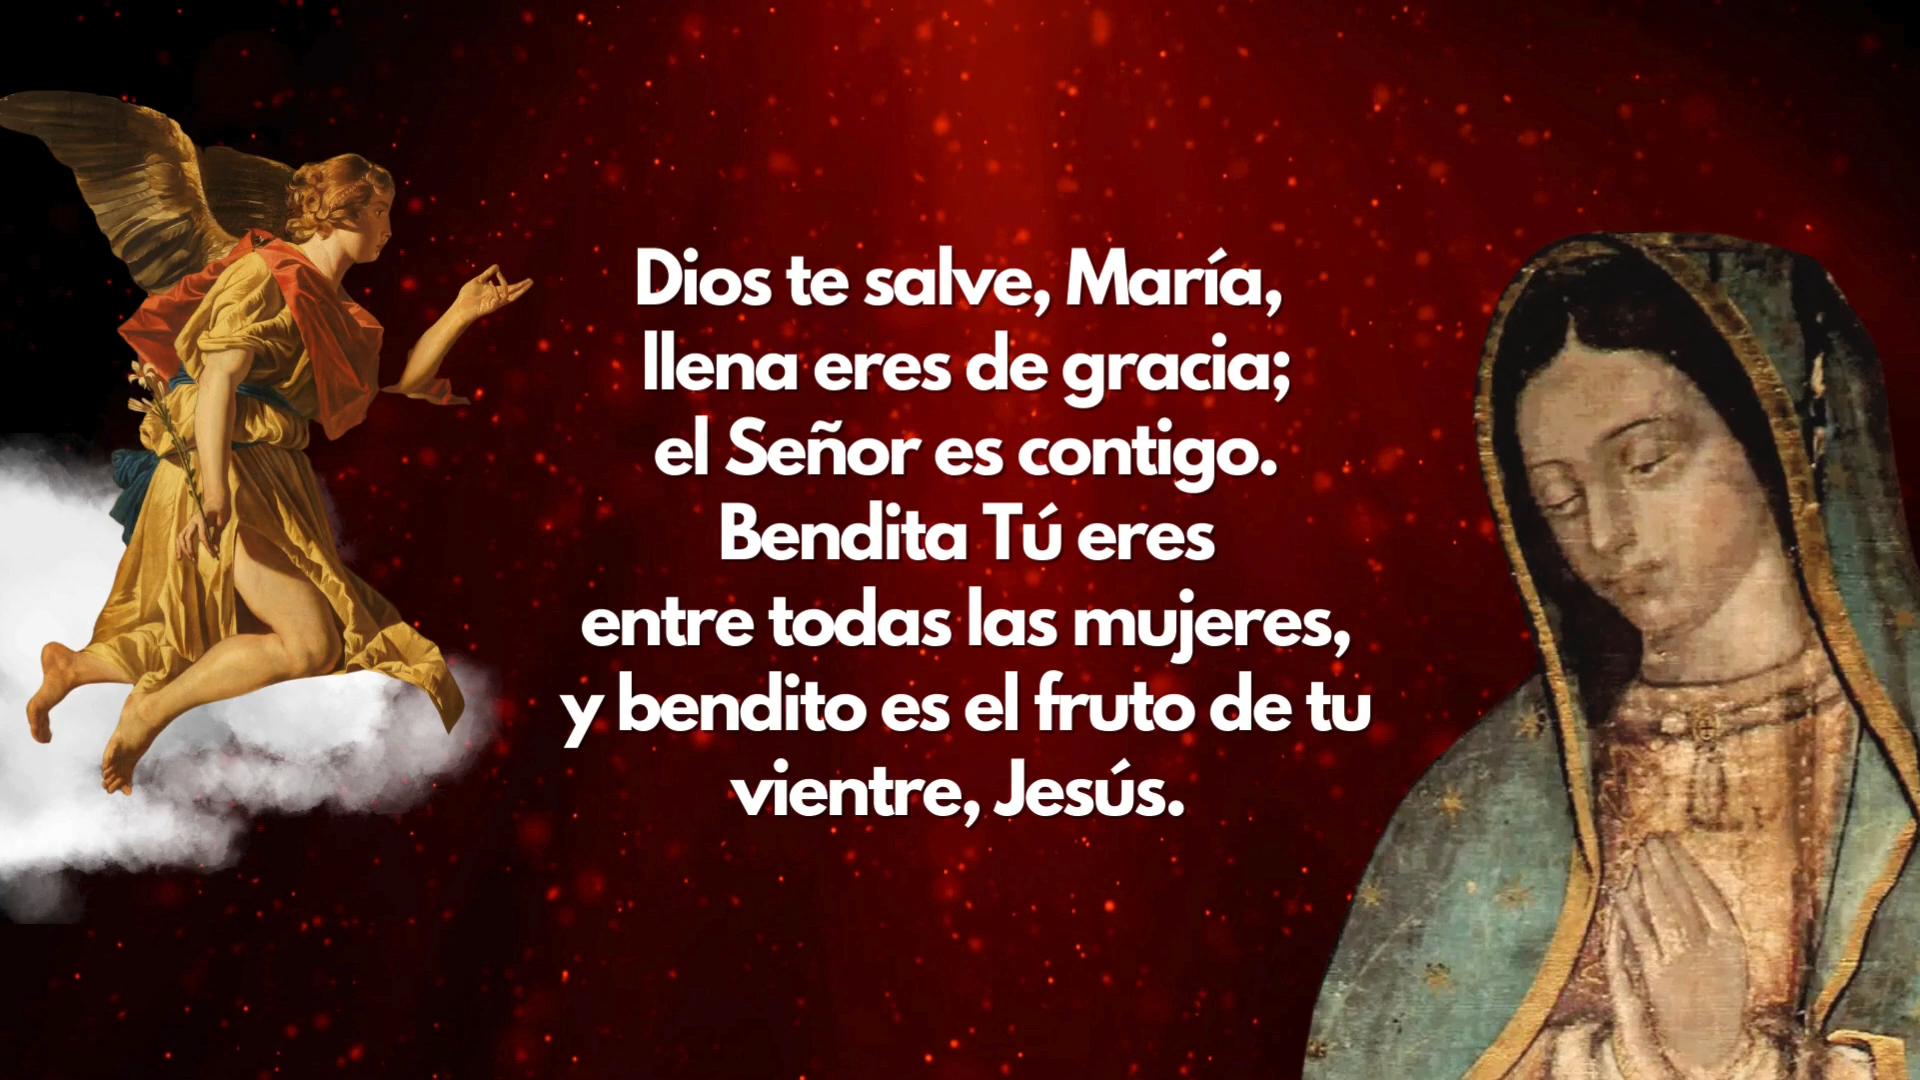 Dios te salve, María,
llena eres de gracia;
el Señor es contigo.
Bendita Tú eres
entre todas las mujeres,
y bendito es el fruto de tu
vientre, Jesús.